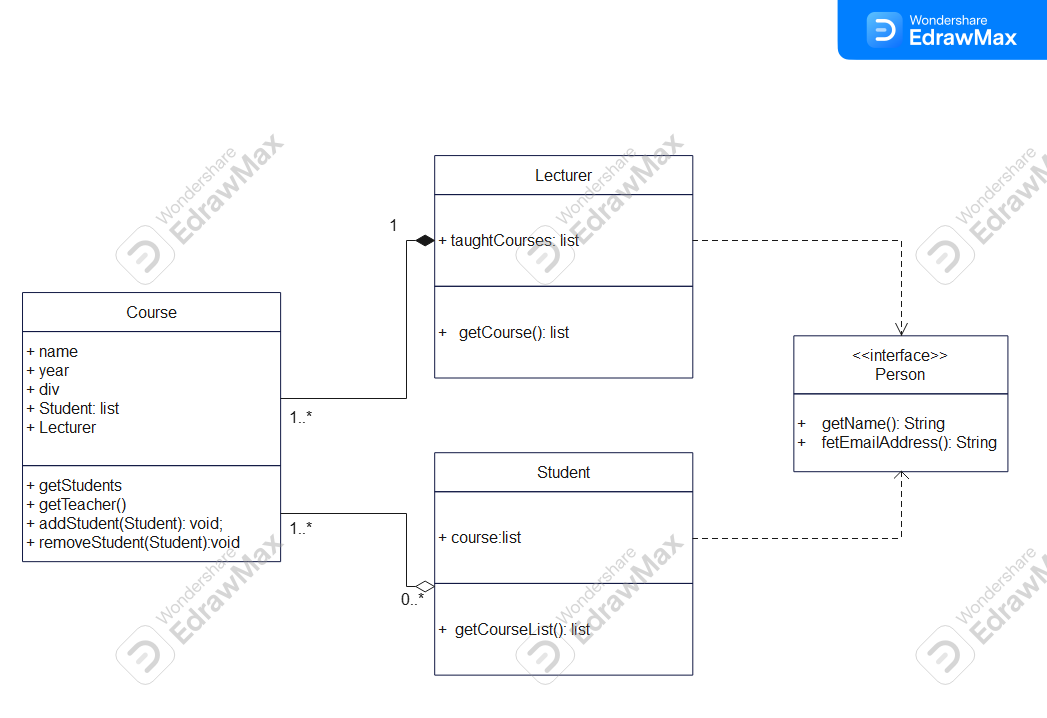 Wondershare
EdrawMax
Lecturer
+ taughtCourses: list
+ getCourse(): list
1
1..*
Course
+ name
+ year
+ div
+ Student: list
+ Lecturer
+ getStudents
+ getTeacher()
+ addStudent(Student): void;
+ removeStudent(Student):void
1..*
0..*
Student
+ course:list
+ getCourseList(): list
<<interface>>
Person
+ getName(): String
+ fetEmailAddress(): String
Wondershare
EdrawMax
Wondershare
EdrawMax
Wondershare
EdrawMax
Wondershare
EdrawMax
Wondershare
EdrawMax
Wondershare
EdrawMax